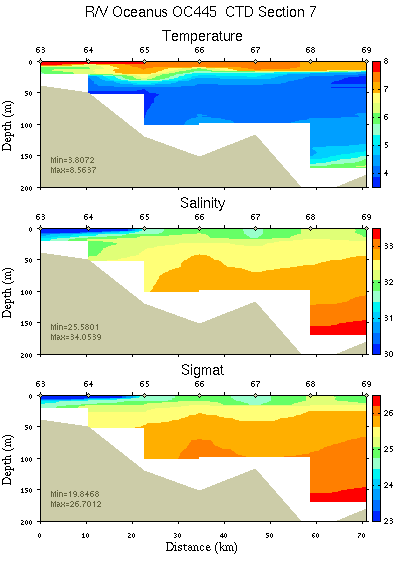 R/V Oceanus OC445 CTD Section 7
Temperature
63 64 65 66 67 68 69
0
50
100
150
200
Depth (m)
Min=3.8072
Max=8.5637
8
7
6
5
4
Salinity
63 64 65 66 67 68 69
0
50
100
150
200
Depth (m)
Min=25.5801
Max=34.0539
33
32
31
30
Sigmat
63 64 65 66 67 68 69
0
50
100
150
200
Depth (m)
Min=19.8468
Max=26.7012
26
25
24
23
0 10 20 30 40 50 60 70
Distance (km)